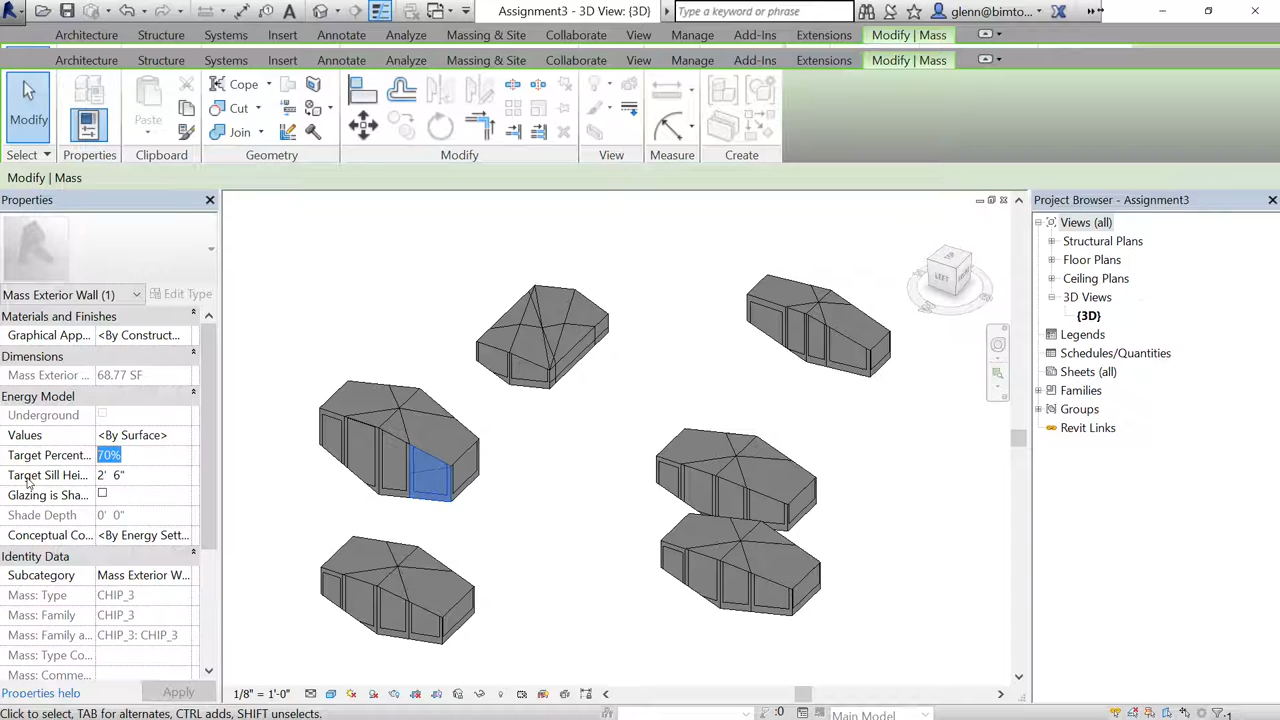 Assignment3 - 3D View: {3D}
Type a keyword or phrase
glenn@bimto...
Architecture Structure Systems Insert Annotate Analyze Massing & Site Collaborate View Manage Add-Ins Extensions Modify | Mass
Architecture Structure Systems Insert Annotate Analyze Massing & Site Collaborate View Manage Add-Ins Extensions Modify | Mass
Modify
Paste
Cope
Cut
Join
Select Properties Clipboard Geometry Modify View Measure Create
Modify | Mass
Properties
Mass Exterior Wall (1)
Edit Type
Materials and Finishes
Graphical App... <By Construct...
Dimensions
Mass Exterior ... 68.77 SF
Energy Model
Underground
Values <By Surface>
Target Percent... 70%
Target Sill Hei... 2' 6"
Glazing is Sha...
Shade Depth 0' 0"
Conceptual Co... <By Energy Sett...
Identity Data
Subcategory Mass Exterior W...
Mass: Type CHIP_3
Mass: Family CHIP_3
Mass: Family a... CHIP_3: CHIP_3
Mass: Type Co...
Mass: Comme...
Properties help
Apply
LEFT
Project Browser - Assignment3
Views (all)
Structural Plans
Floor Plans
Ceiling Plans
3D Views
{3D}
Legends
Schedules/Quantities
Sheets (all)
Families
Groups
Revit Links
1/8" = 1'-0"
Click to select, TAB for alternates, CTRL adds, SHIFT unselects.
:0
Main Model